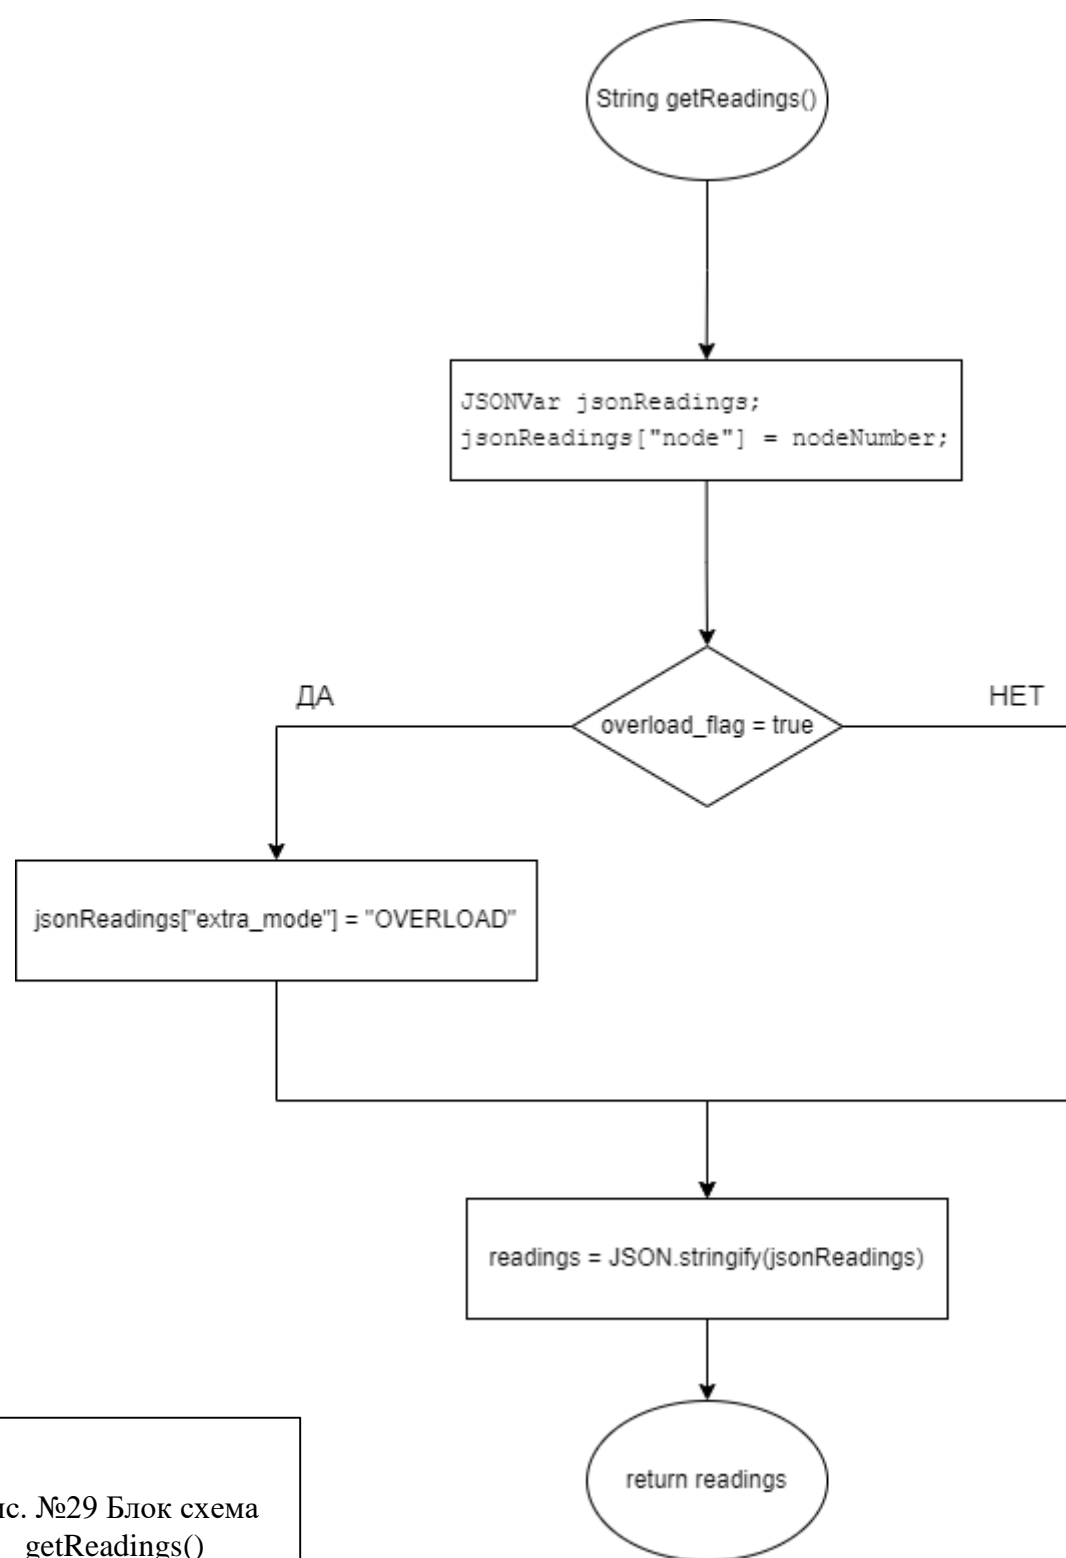 String getReadings()
JSONVar jsonReadings;
jsonReadings["node"] = nodeNumber;
ДА
НЕТ
overload_flag = true
jsonReadings["extra_mode"] = "OVERLOAD"
readings = JSON.stringify(jsonReadings)
return readings
№29 Блок схема
getReadings()